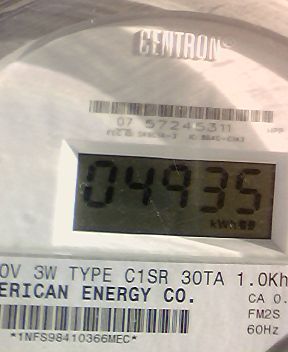 CENTRON®
07 57245311
04935
kWh
0V 3W TYPE C1SR 30TA 1.0Kh
ERICAN ENERGY CO.
CA 0.
FM2S
60Hz
*1NFS98410366MEC*